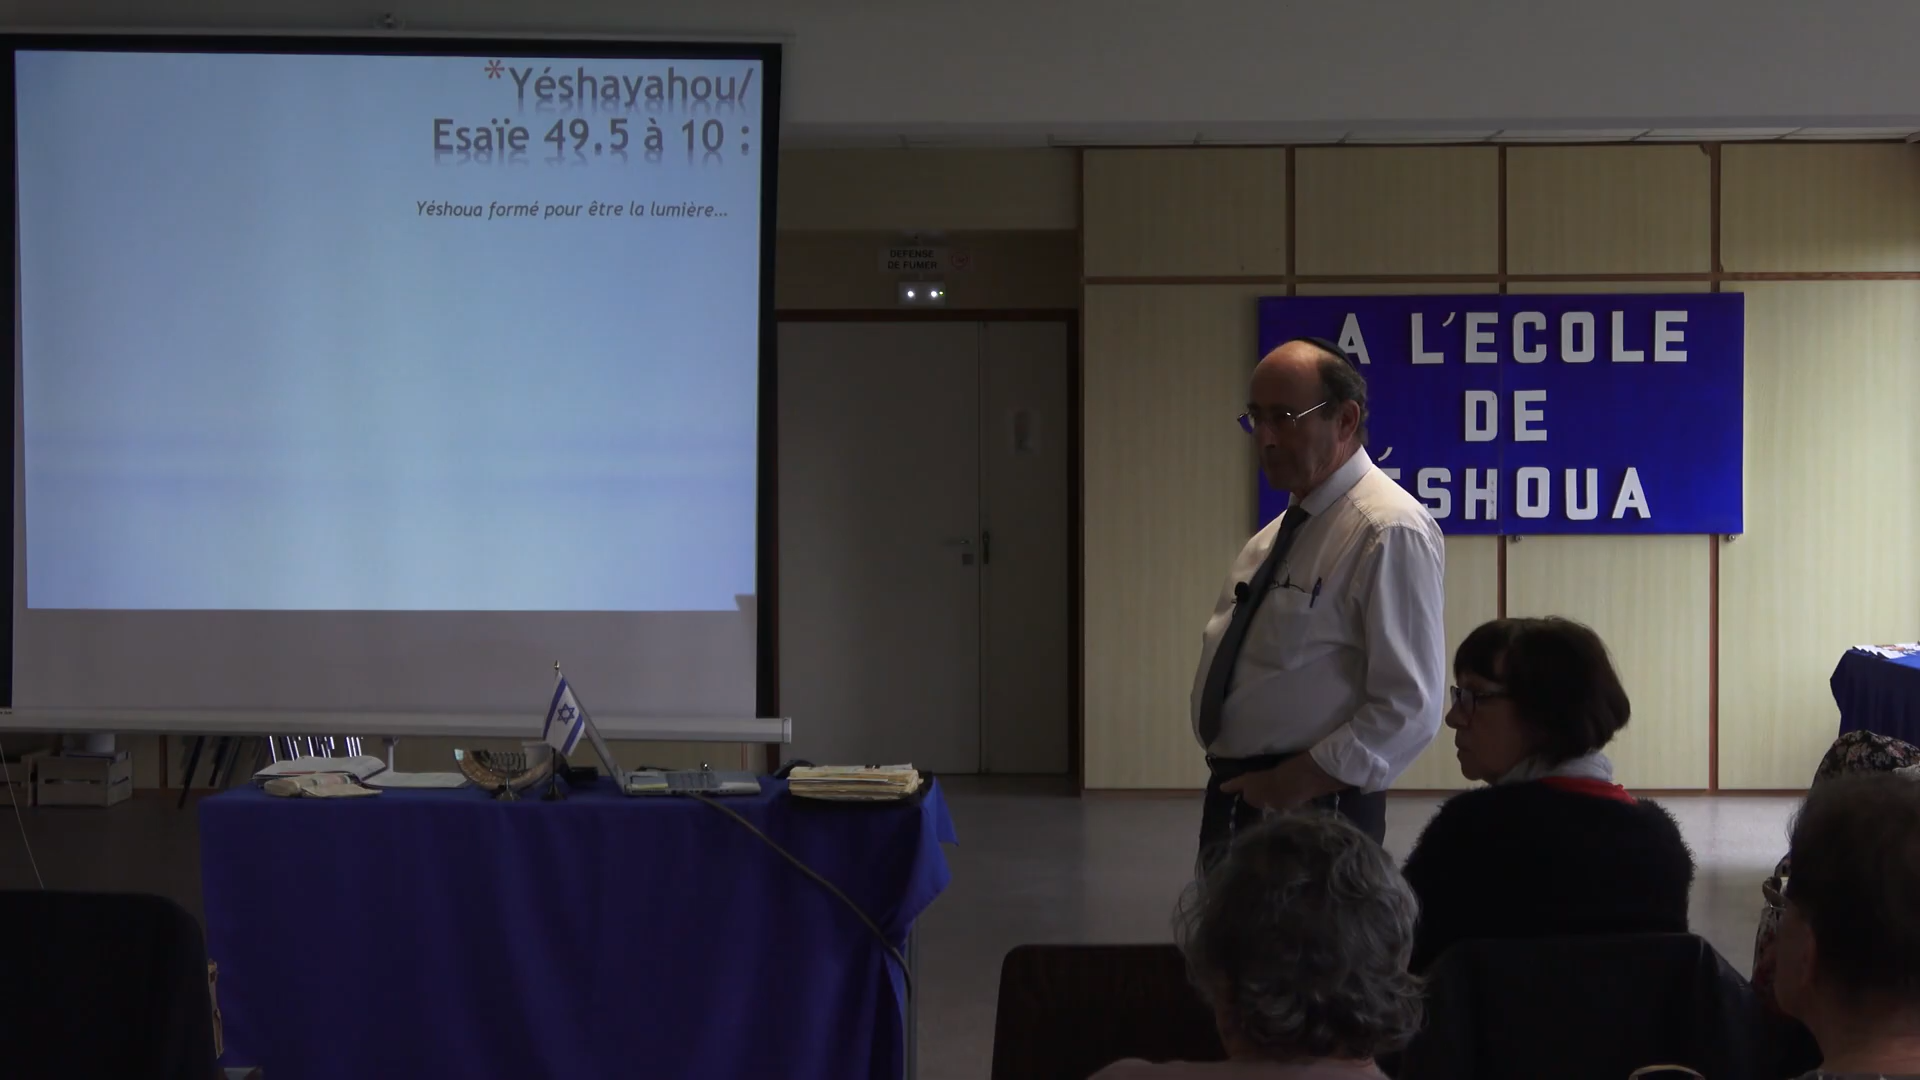 *Yéshayahou/
Esaïe 49.5 à 10 :
Yéshoua formé pour être la lumière...
DEFENSE
DE FUMER
A L'ECOLE
DE
ÉSHOUA